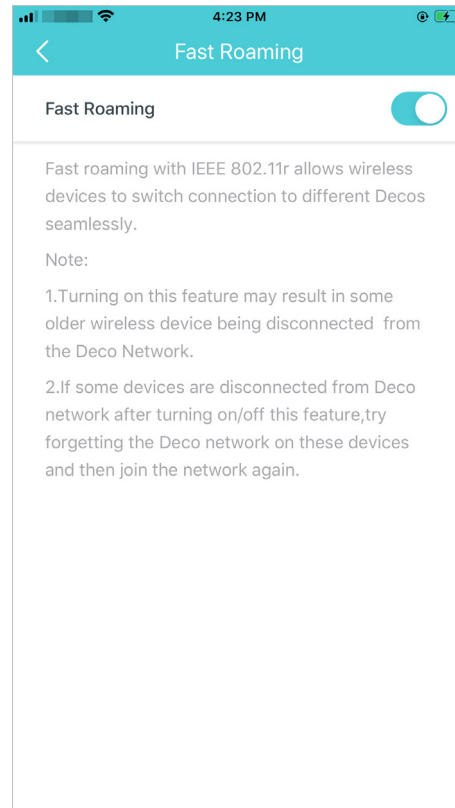 4:23 PM
Fast Roaming
Fast Roaming
Fast roaming with IEEE 802.11r allows wireless
devices to switch connection to different Decos
seamlessly.
Note:
1.Turning on this feature may result in some
older wireless device being disconnected  from
the Deco Network.
2.If some devices are disconnected from Deco
network after turning on/off this feature,try
forgetting the Deco network on these devices
and then join the network again.